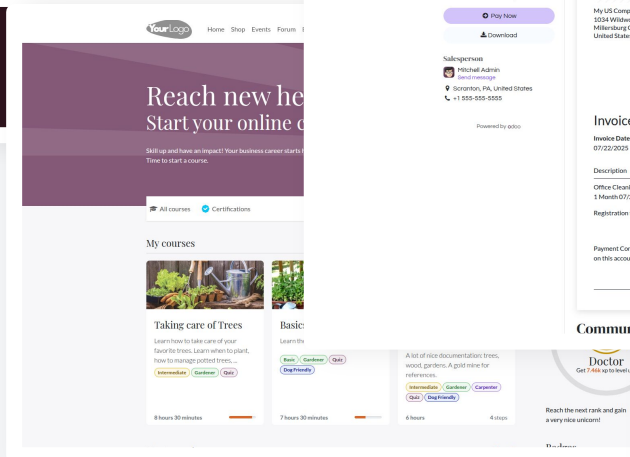 YourLogo
Home Shop Events Forum
Reach new he
Start your online c
Skill up and have an impact! Your business career starts
Time to start a course.
All courses Certifications
My courses
Taking care of Trees
Learn how to take care of your
favorite trees. Learn when to plant,
how to manage potted trees, ...
Intermediate Gardener Quiz
8 hours 30 minutes
Basic
Learn the
Basic Gardener Quiz
Dog Friendly
7 hours 30 minutes
A lot of nice documentation: trees,
wood, gardens. A gold mine for
references.
Intermediate Gardener Carpenter
Quiz Dog Friendly
6 hours 4 steps
Pay Now
Download
Salesperson
Mitchell Admin
Send message
Scranton, PA, United States
+1 555-555-5555
Powered by odoo
My US Comp
1034 Wildw
Millersburg
United State
Invoice
Invoice Date
07/22/2025
Description
Office Clean
1 Month 07/
Registration
Payment Co
on this accou
Commu
Doctor
Get 7.46k xp to level u
Reach the next rank and gain
a very nice unicorn!